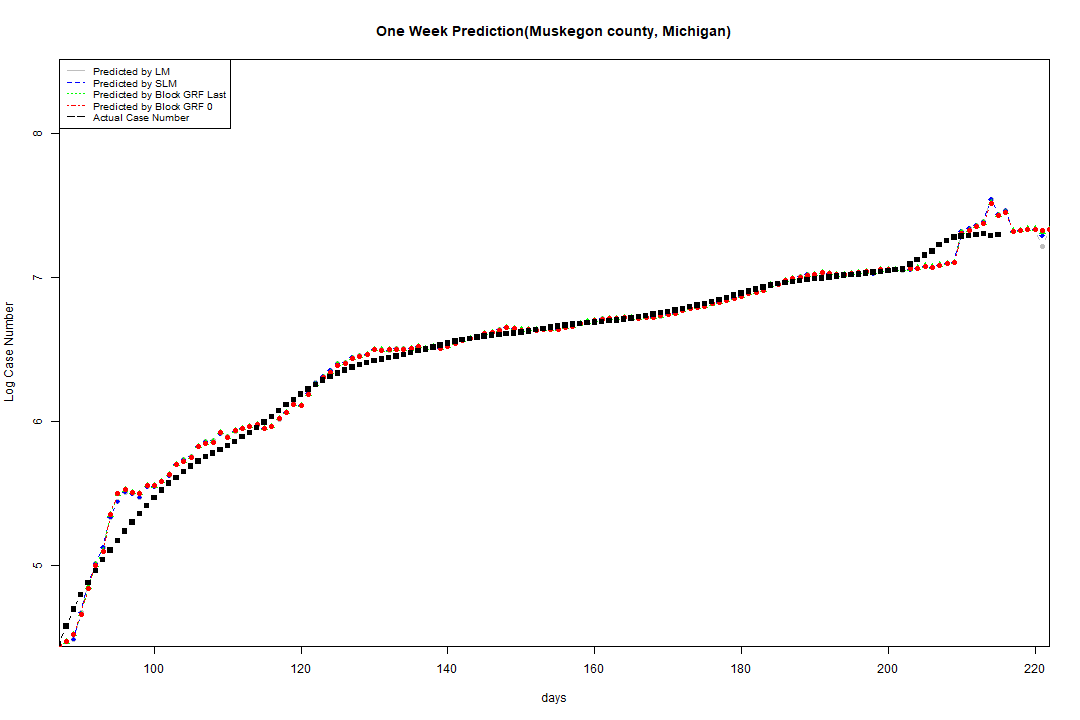 One Week Prediction(Muskegon county, Michigan)
Predicted by LM
Predicted by SLM
Predicted by Block GRF Last
Predicted by Block GRF 0
Actual Case Number
8
7
6
5
Log Case Number
100 120 140 160 180 200 220
days